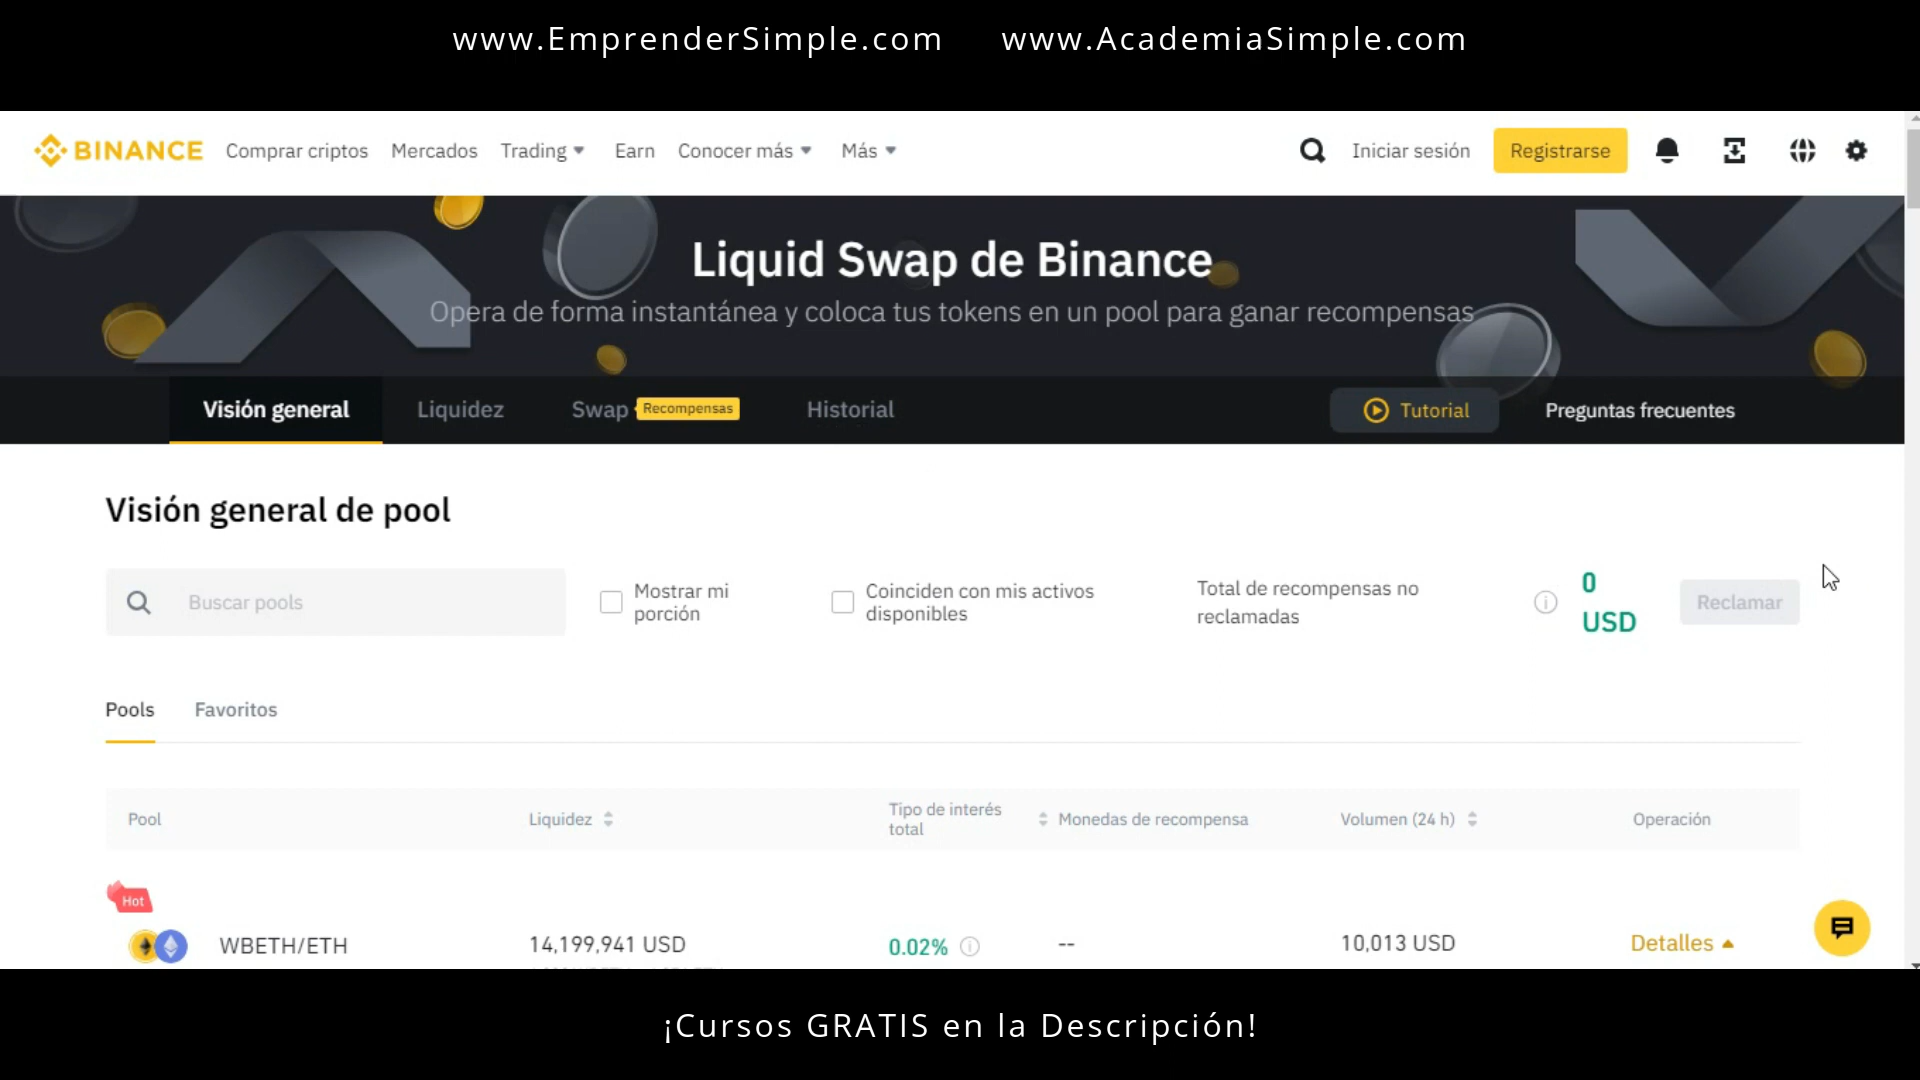 www.EmprenderSimple.com www.AcademiaSimple.com
BINANCE Comprar criptos Mercados Trading Earn Conocer más Más Iniciar sesión Registrarse
Liquid Swap de Binance
Opera de forma instantánea y coloca tus tokens en un pool para ganar recompensas
Visión general Liquidez Swap Recompensas Historial Tutorial Preguntas frecuentes
Visión general de pool
Buscar pools
Mostrar mi
porción
Coinciden con mis activos
disponibles
Total de recompensas no
reclamadas
0
USD
Reclamar
Pools Favoritos
Pool Liquidez
Tipo de interés
total
Monedas de recompensa Volumen (24 h) Operación
Hot
WBETH/ETH 14,199,941 USD 0.02% -- 10,013 USD Detalles
¡Cursos GRATIS en la Descripción!